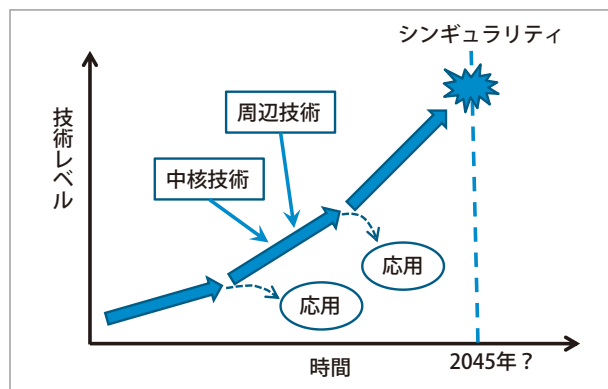 シンギュラリティ
技術レベル
周辺技術
中核技術
応用
応用
時間
2045年？